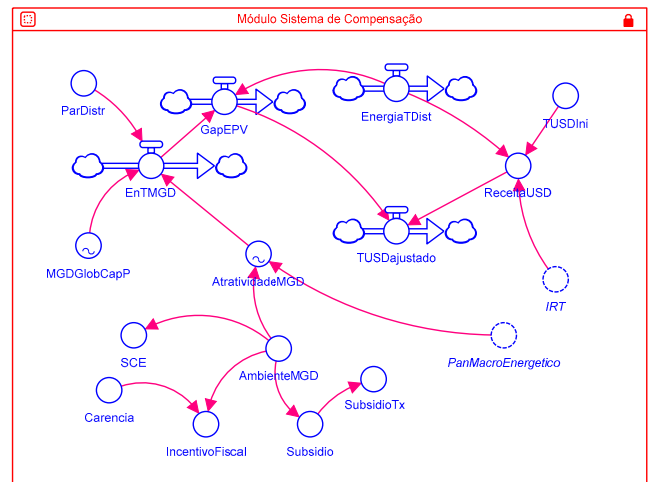 Módulo Sistema de Compensação
ParDistr
GapEPV
EnergiaTDist
TUSDIni
EnTMGD
ReceitaUSD
MGDGlobCapP
TUSDajustado
AtratividadeMGD
IRT
SCE
AmbienteMGD
PanMacroEnergetico
Carencia
SubsidioTx
IncentivoFiscal
Subsidio